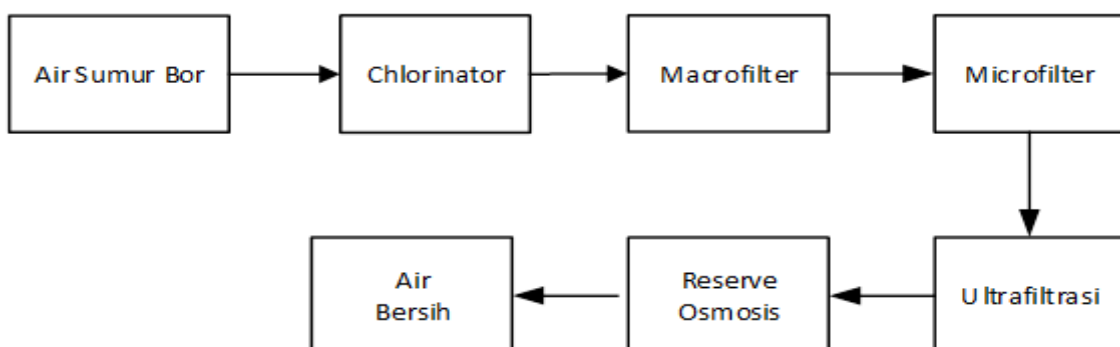 Air Sumur Bor
Chlorinator
Macrofilter
Microfilter
Air
Bersih
Reserve
Osmosis
Ultrafiltrasi